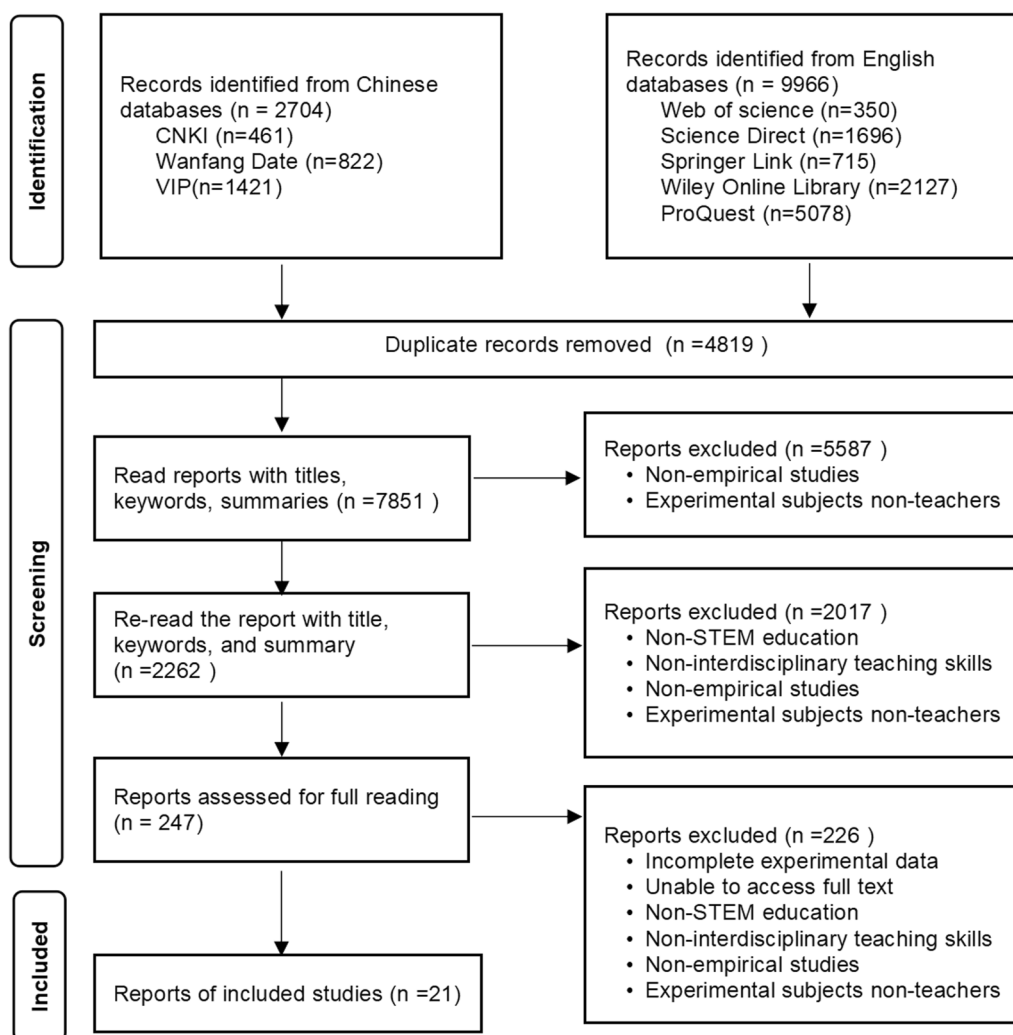 Identification
Records identified from Chinese
databases (n = 2704)
CNKI (n=461)
Wanfang Date (n=822)
VIP(n=1421)
Records identified from English
databases (n = 9966)
Web of science (n=350)
Science Direct (n=1696)
Springer Link (n=715)
Wiley Online Library (n=2127)
ProQuest (n=5078)
Screening
Duplicate records removed (n =4819 )
Read reports with titles,
keywords, summaries (n =7851 )
Reports excluded (n =5587 )
• Non-empirical studies
• Experimental subjects non-teachers
Re-read the report with title,
keywords, and summary
(n =2262 )
Reports excluded (n =2017 )
• Non-STEM education
• Non-interdisciplinary teaching skills
• Non-empirical studies
• Experimental subjects non-teachers
Reports assessed for full reading
(n = 247)
Reports excluded (n =226 )
• Incomplete experimental data
• Unable to access full text
• Non-STEM education
• Non-interdisciplinary teaching skills
• Non-empirical studies
• Experimental subjects non-teachers
Included
Reports of included studies (n =21)